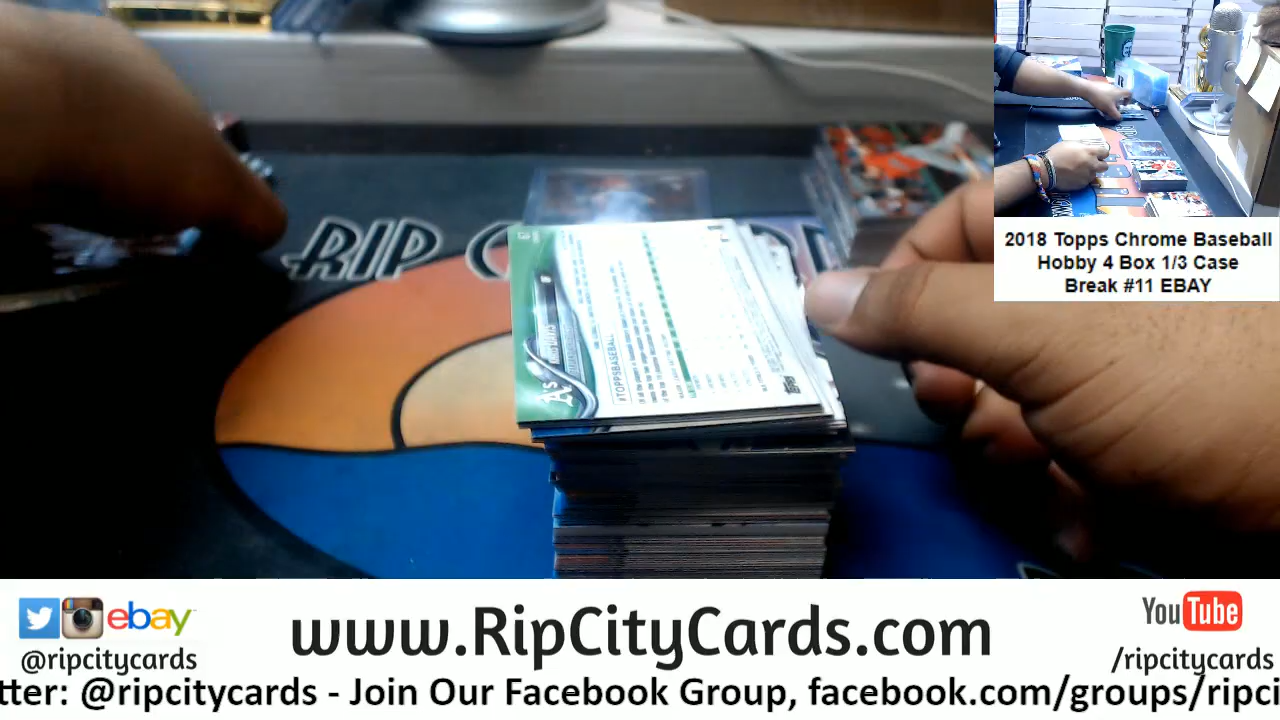 RIP C
A's
#TOPPSBASEBALL
TOPPS
2018 Topps Chrome Baseball
Hobby 4 Box 1/3 Case
Break #11 EBAY
ebay
@ripcitycards
www.RipCityCards.com
YouTube
/ripcitycards
tter: @ripcitycards - Join Our Facebook Group, facebook.com/groups/ripci